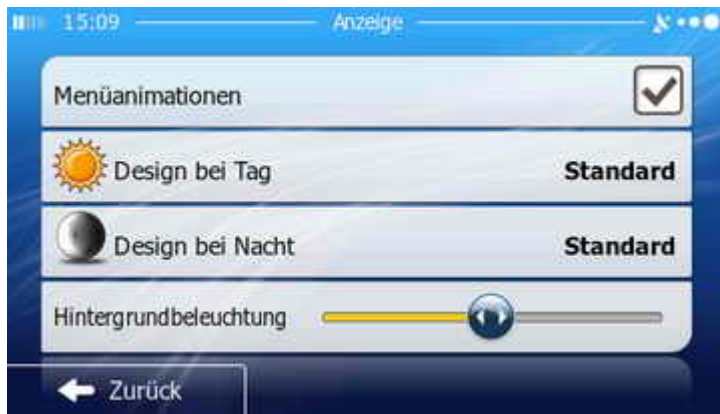 15:09 Anzeige
Menüanimationen
Design bei Tag Standard
Design bei Nacht Standard
Hintergrundbeleuchtung
Zurück